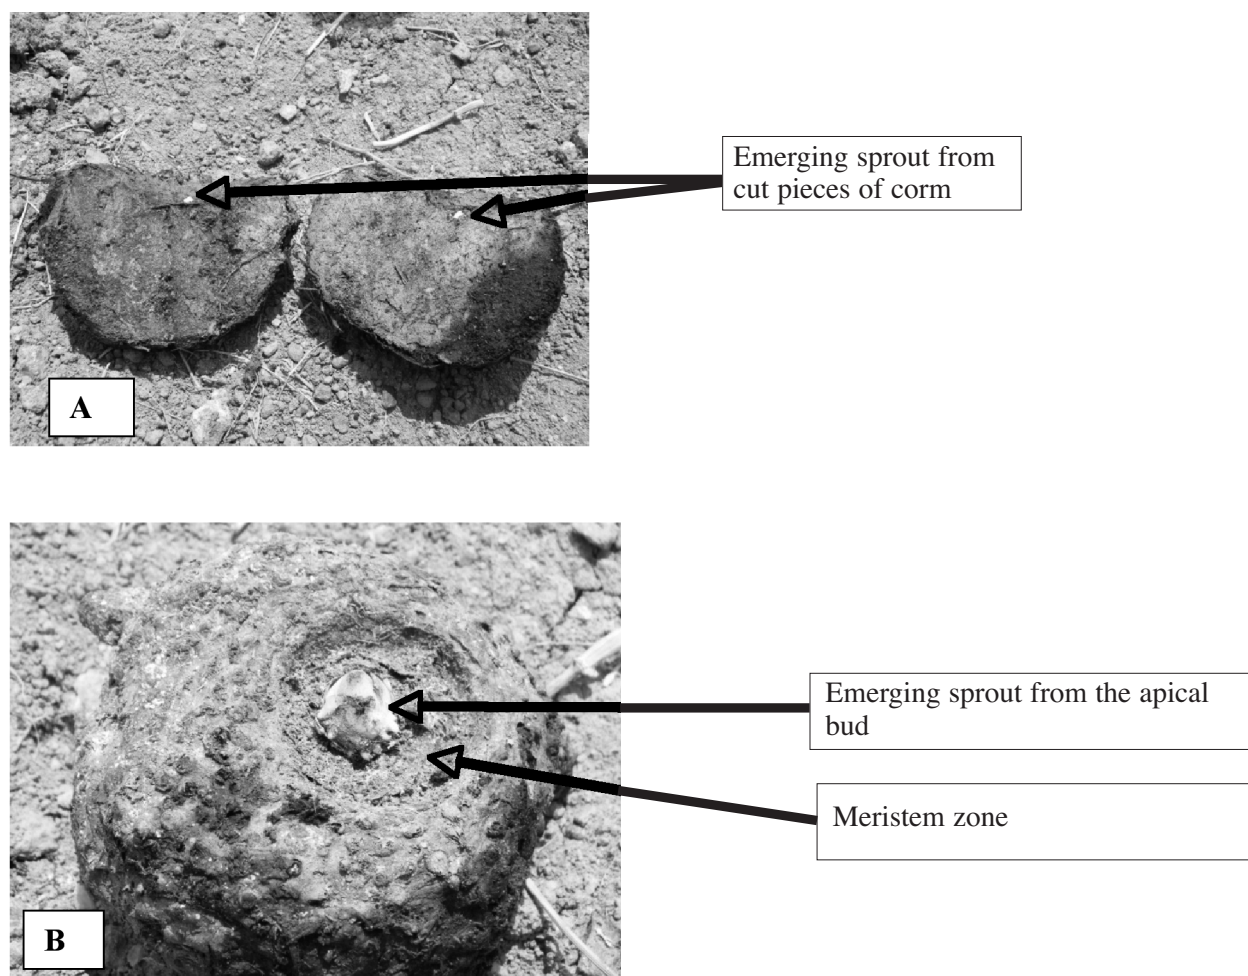 Emerging sprout from
cut pieces of corm
A
Emerging sprout from the apical
bud
Meristem zone
B